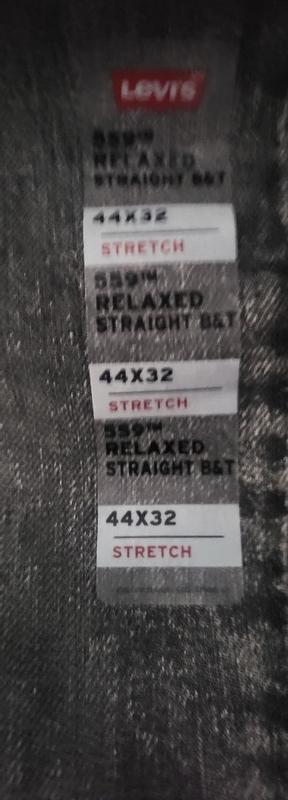 Levi's
559™
RELAXED
STRAIGHT B&T
44X32
STRETCH
559™
RELAXED
STRAIGHT B&T
44X32
STRETCH
559™
RELAXED
STRAIGHT B&T
44X32
STRETCH